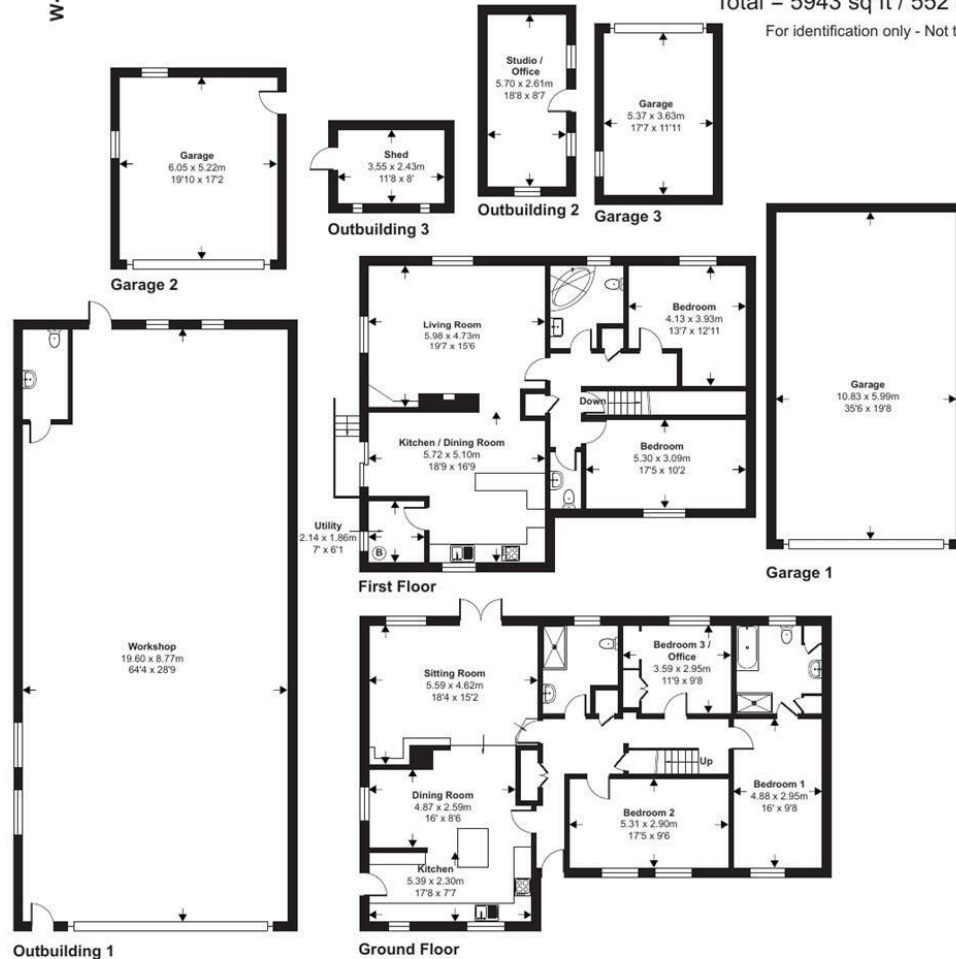 Total = 5943 sq ft / 552
For identification only - Not t
W-
Studio /
Office
5.70 x 2.61m
18'8 x 8'7
Outbuilding 2
Garage
5.37 x 3.63m
17'7 x 11'11
Garage 3
Garage
6.05 x 5.22m
19'10 x 17'2
Garage 2
Shed
3.55 x 2.43m
11'8 x 8'
Outbuilding 3
Living Room
5.98 x 4.73m
19'7 x 15'6
Bedroom
4.13 x 3.93m
13'7 x 12'11
Down
Kitchen / Dining Room
5.72 x 5.10m
18'9 x 16'9
Bedroom
5.30 x 3.09m
17'5 x 10'2
Utility
2.14 x 1.86m
7' x 6'1
B
First Floor
Garage
10.83 x 5.99m
35'6 x 19'8
Garage 1
Workshop
19.60 x 8.77m
64'4 x 28'9
Outbuilding 1
Sitting Room
5.59 x 4.62m
18'4 x 15'2
Bedroom 3 /
Office
3.59 x 2.95m
11'9 x 9'8
Up
Dining Room
4.87 x 2.59m
16' x 8'6
Bedroom 1
4.88 x 2.95m
16' x 9'8
Bedroom 2
5.31 x 2.90m
17'5 x 9'6
Kitchen
5.39 x 2.30m
17'8 x 7'7
Ground Floor